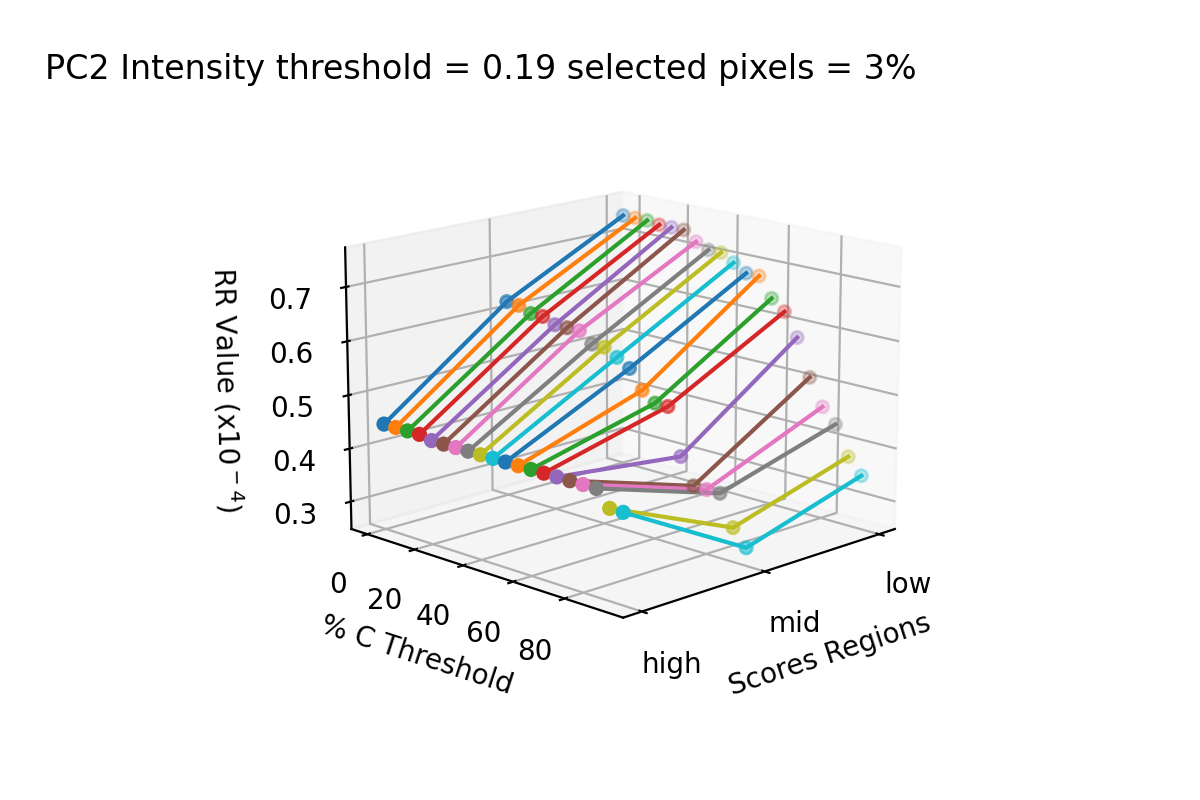 PC2 Intensity threshold = 0.19 selected pixels = 3%
RR Value (x10⁻⁴)
0.7
0.6
0.5
0.4
0.3
0
20
40
60
80
% C Threshold
high
mid
low
Scores Regions